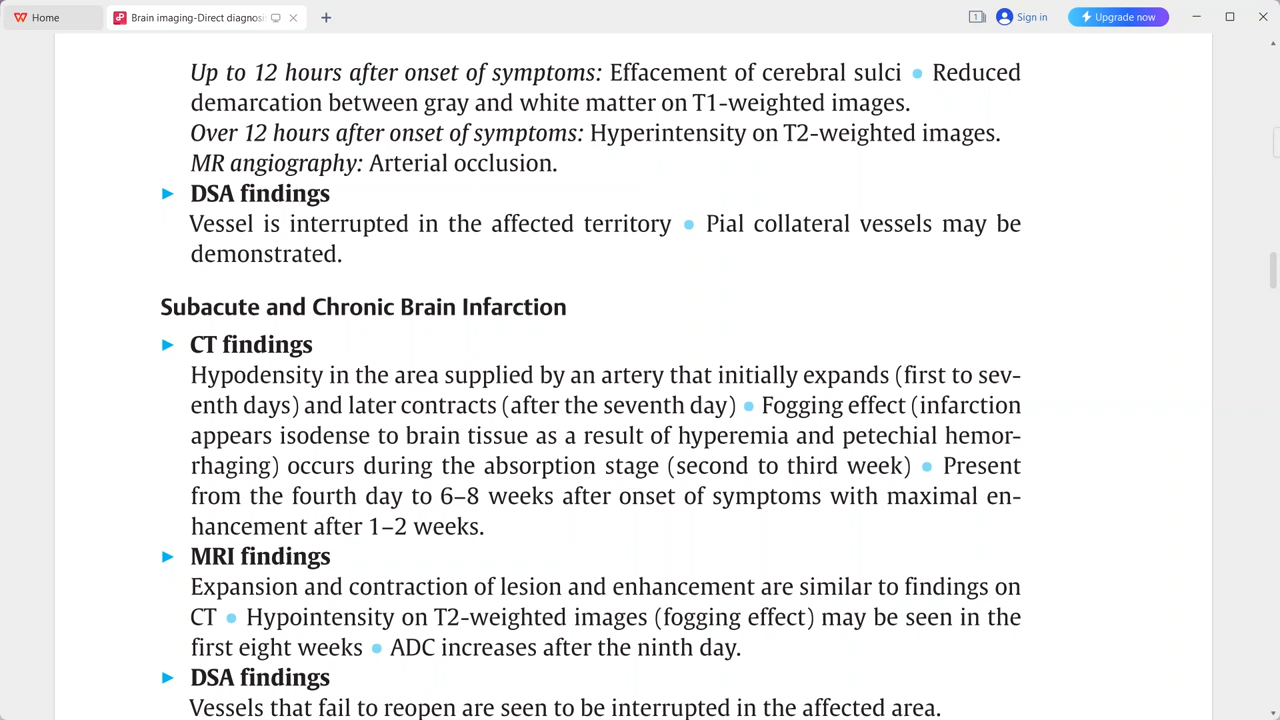 Home
Brain imaging-Direct diagnosi
1
Sign in
Upgrade now
Up to 12 hours after onset of symptoms: Effacement of cerebral sulci • Reduced
demarcation between gray and white matter on T1-weighted images.
Over 12 hours after onset of symptoms: Hyperintensity on T2-weighted images.
MR angiography: Arterial occlusion.
► DSA findings
Vessel is interrupted in the affected territory • Pial collateral vessels may be
demonstrated.
Subacute and Chronic Brain Infarction
► CT findings
Hypodensity in the area supplied by an artery that initially expands (first to sev-
enth days) and later contracts (after the seventh day) • Fogging effect (infarction
appears isodense to brain tissue as a result of hyperemia and petechial hemor-
rhaging) occurs during the absorption stage (second to third week) • Present
from the fourth day to 6–8 weeks after onset of symptoms with maximal en-
hancement after 1–2 weeks.
► MRI findings
Expansion and contraction of lesion and enhancement are similar to findings on
CT • Hypointensity on T2-weighted images (fogging effect) may be seen in the
first eight weeks • ADC increases after the ninth day.
► DSA findings
Vessels that fail to reopen are seen to be interrupted in the affected area.